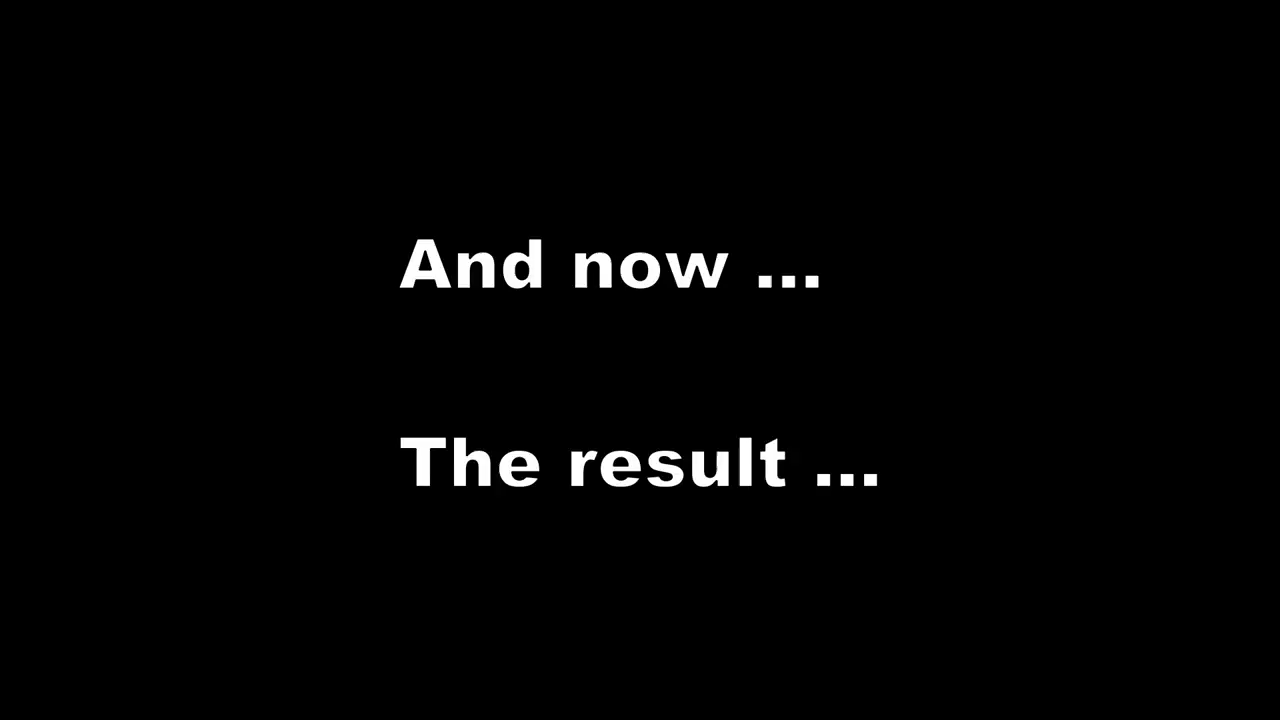 And now ...
The result ...